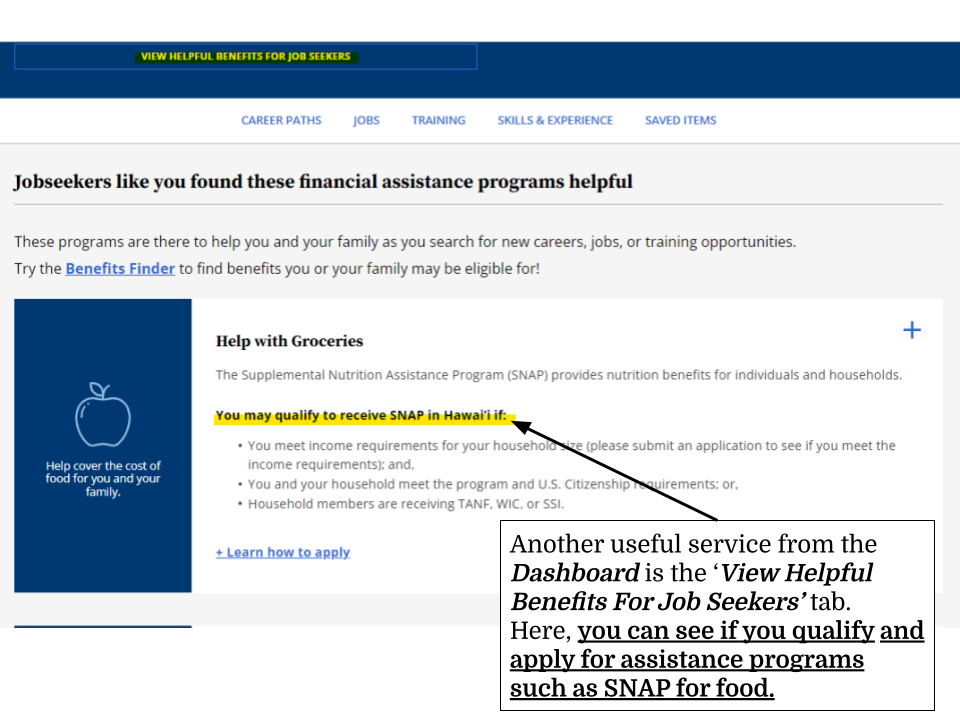 VIEW HELPFUL BENEFITS FOR JOB SEEKERS
CAREER PATHS JOBS TRAINING SKILLS & EXPERIENCE SAVED ITEMS
Jobseekers like you found these financial assistance programs helpful
These programs are there to help you and your family as you search for new careers, jobs, or training opportunities.
Try the Benefits Finder to find benefits you or your family may be eligible for!
Help cover the cost of
food for you and your
family.
Help with Groceries
+
The Supplemental Nutrition Assistance Program (SNAP) provides nutrition benefits for individuals and households.
You may qualify to receive SNAP in Hawai'i if:
• You meet income requirements for your household size (please submit an application to see if you meet the
income requirements); and,
• You and your household meet the program and U.S. Citizenship requirements; or,
• Household members are receiving TANF, WIC, or SSI.
+ Learn how to apply
Another useful service from the
Dashboard is the ‘View Helpful
Benefits For Job Seekers’ tab.
Here, you can see if you qualify and
apply for assistance programs
such as SNAP for food.